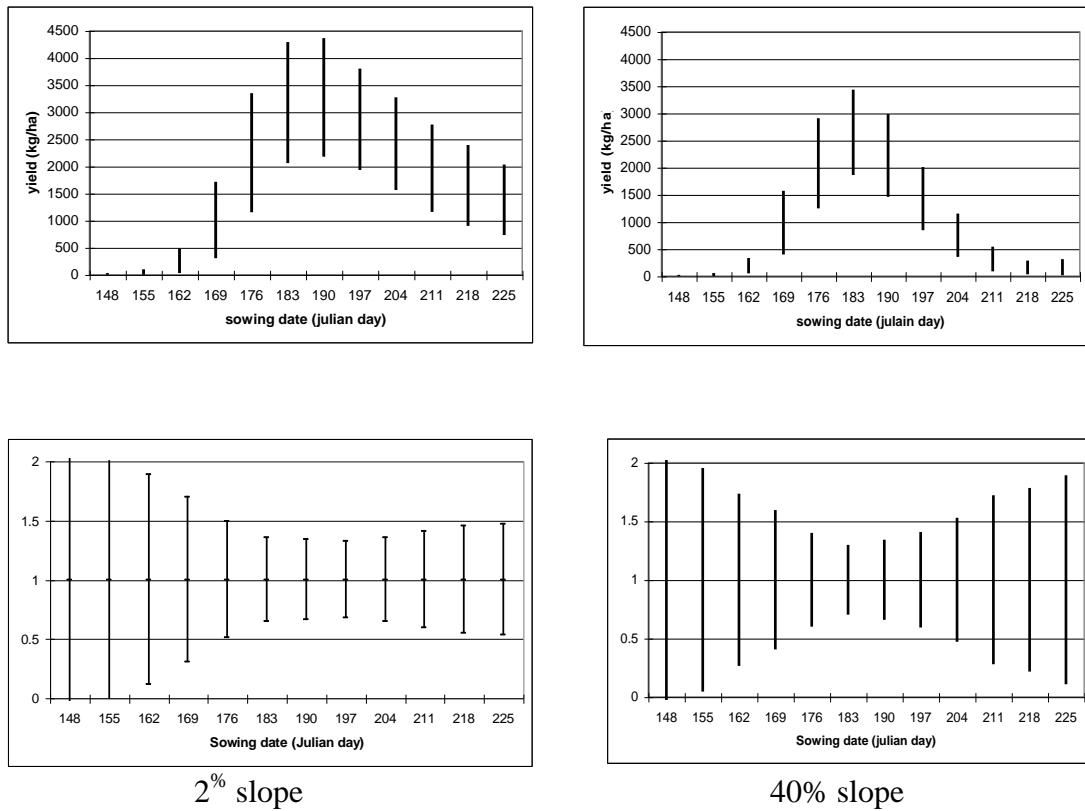 4500
4000
3500
3000
2500
2000
1500
1000
500
0
yield (kg/ha)
148 155 162 169 176 183 190 197 204 211 218 225
sowing date (julian day)
4500
4000
3500
3000
2500
2000
1500
1000
500
0
yield (kg/ha
148 155 162 169 176 183 190 197 204 211 218 225
sowing date (julain day)
2
1.5
1
0.5
0
148 155 162 169 176 183 190 197 204 211 218 225
Sowing date (Julian day)
2
1.5
1
0.5
0
148 155 162 169 176 183 190 197 204 211 218 225
Sowing date (julian day)
2% slope
40% slope